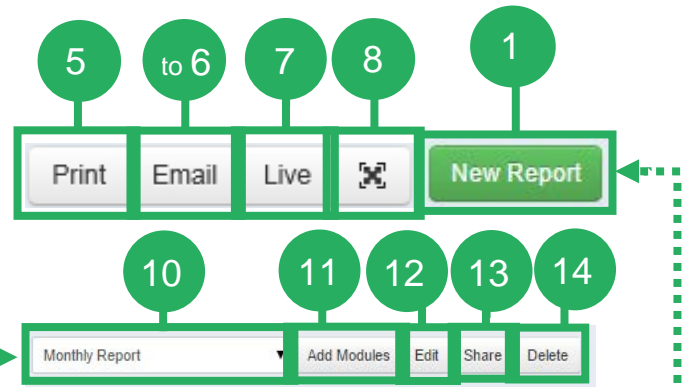 5 to 6 7 8 1
Print Email Live New Report
10 11 12 13 14
Monthly Report Add Modules Edit Share Delete